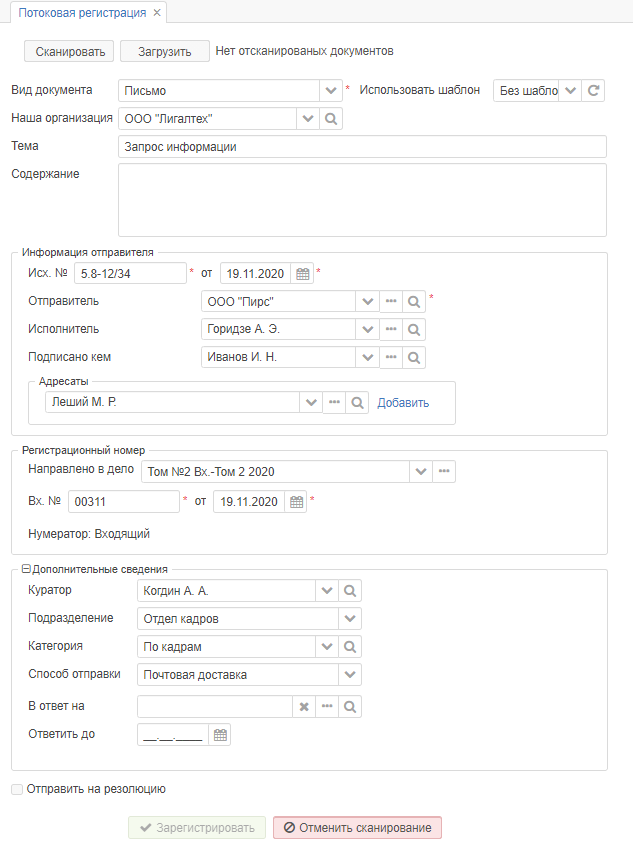 Потоковая регистрация ✕
Сканировать Загрузить Нет отсканированых документов
Вид документа Письмо * Использовать шаблон Без шабло
Наша организация ООО "Лигалтех"
Тема Запрос информации
Содержание
Информация отправителя
Исх. № 5.8-12/34 * от 19.11.2020 *
Отправитель ООО "Пирс" *
Исполнитель Горидзе А. Э.
Подписано кем Иванов И. Н.
Адресаты
Леший М. Р. Добавить
Регистрационный номер
Направлено в дело Том №2 Вх.-Том 2 2020
Вх. № 00311 * от 19.11.2020 *
Нумератор: Входящий
Дополнительные сведения
Куратор Когдин А. А.
Подразделение Отдел кадров
Категория По кадрам
Способ отправки Почтовая доставка
В ответ на
Ответить до __.__.____
Отправить на резолюцию
Зарегистрировать Отменить сканирование